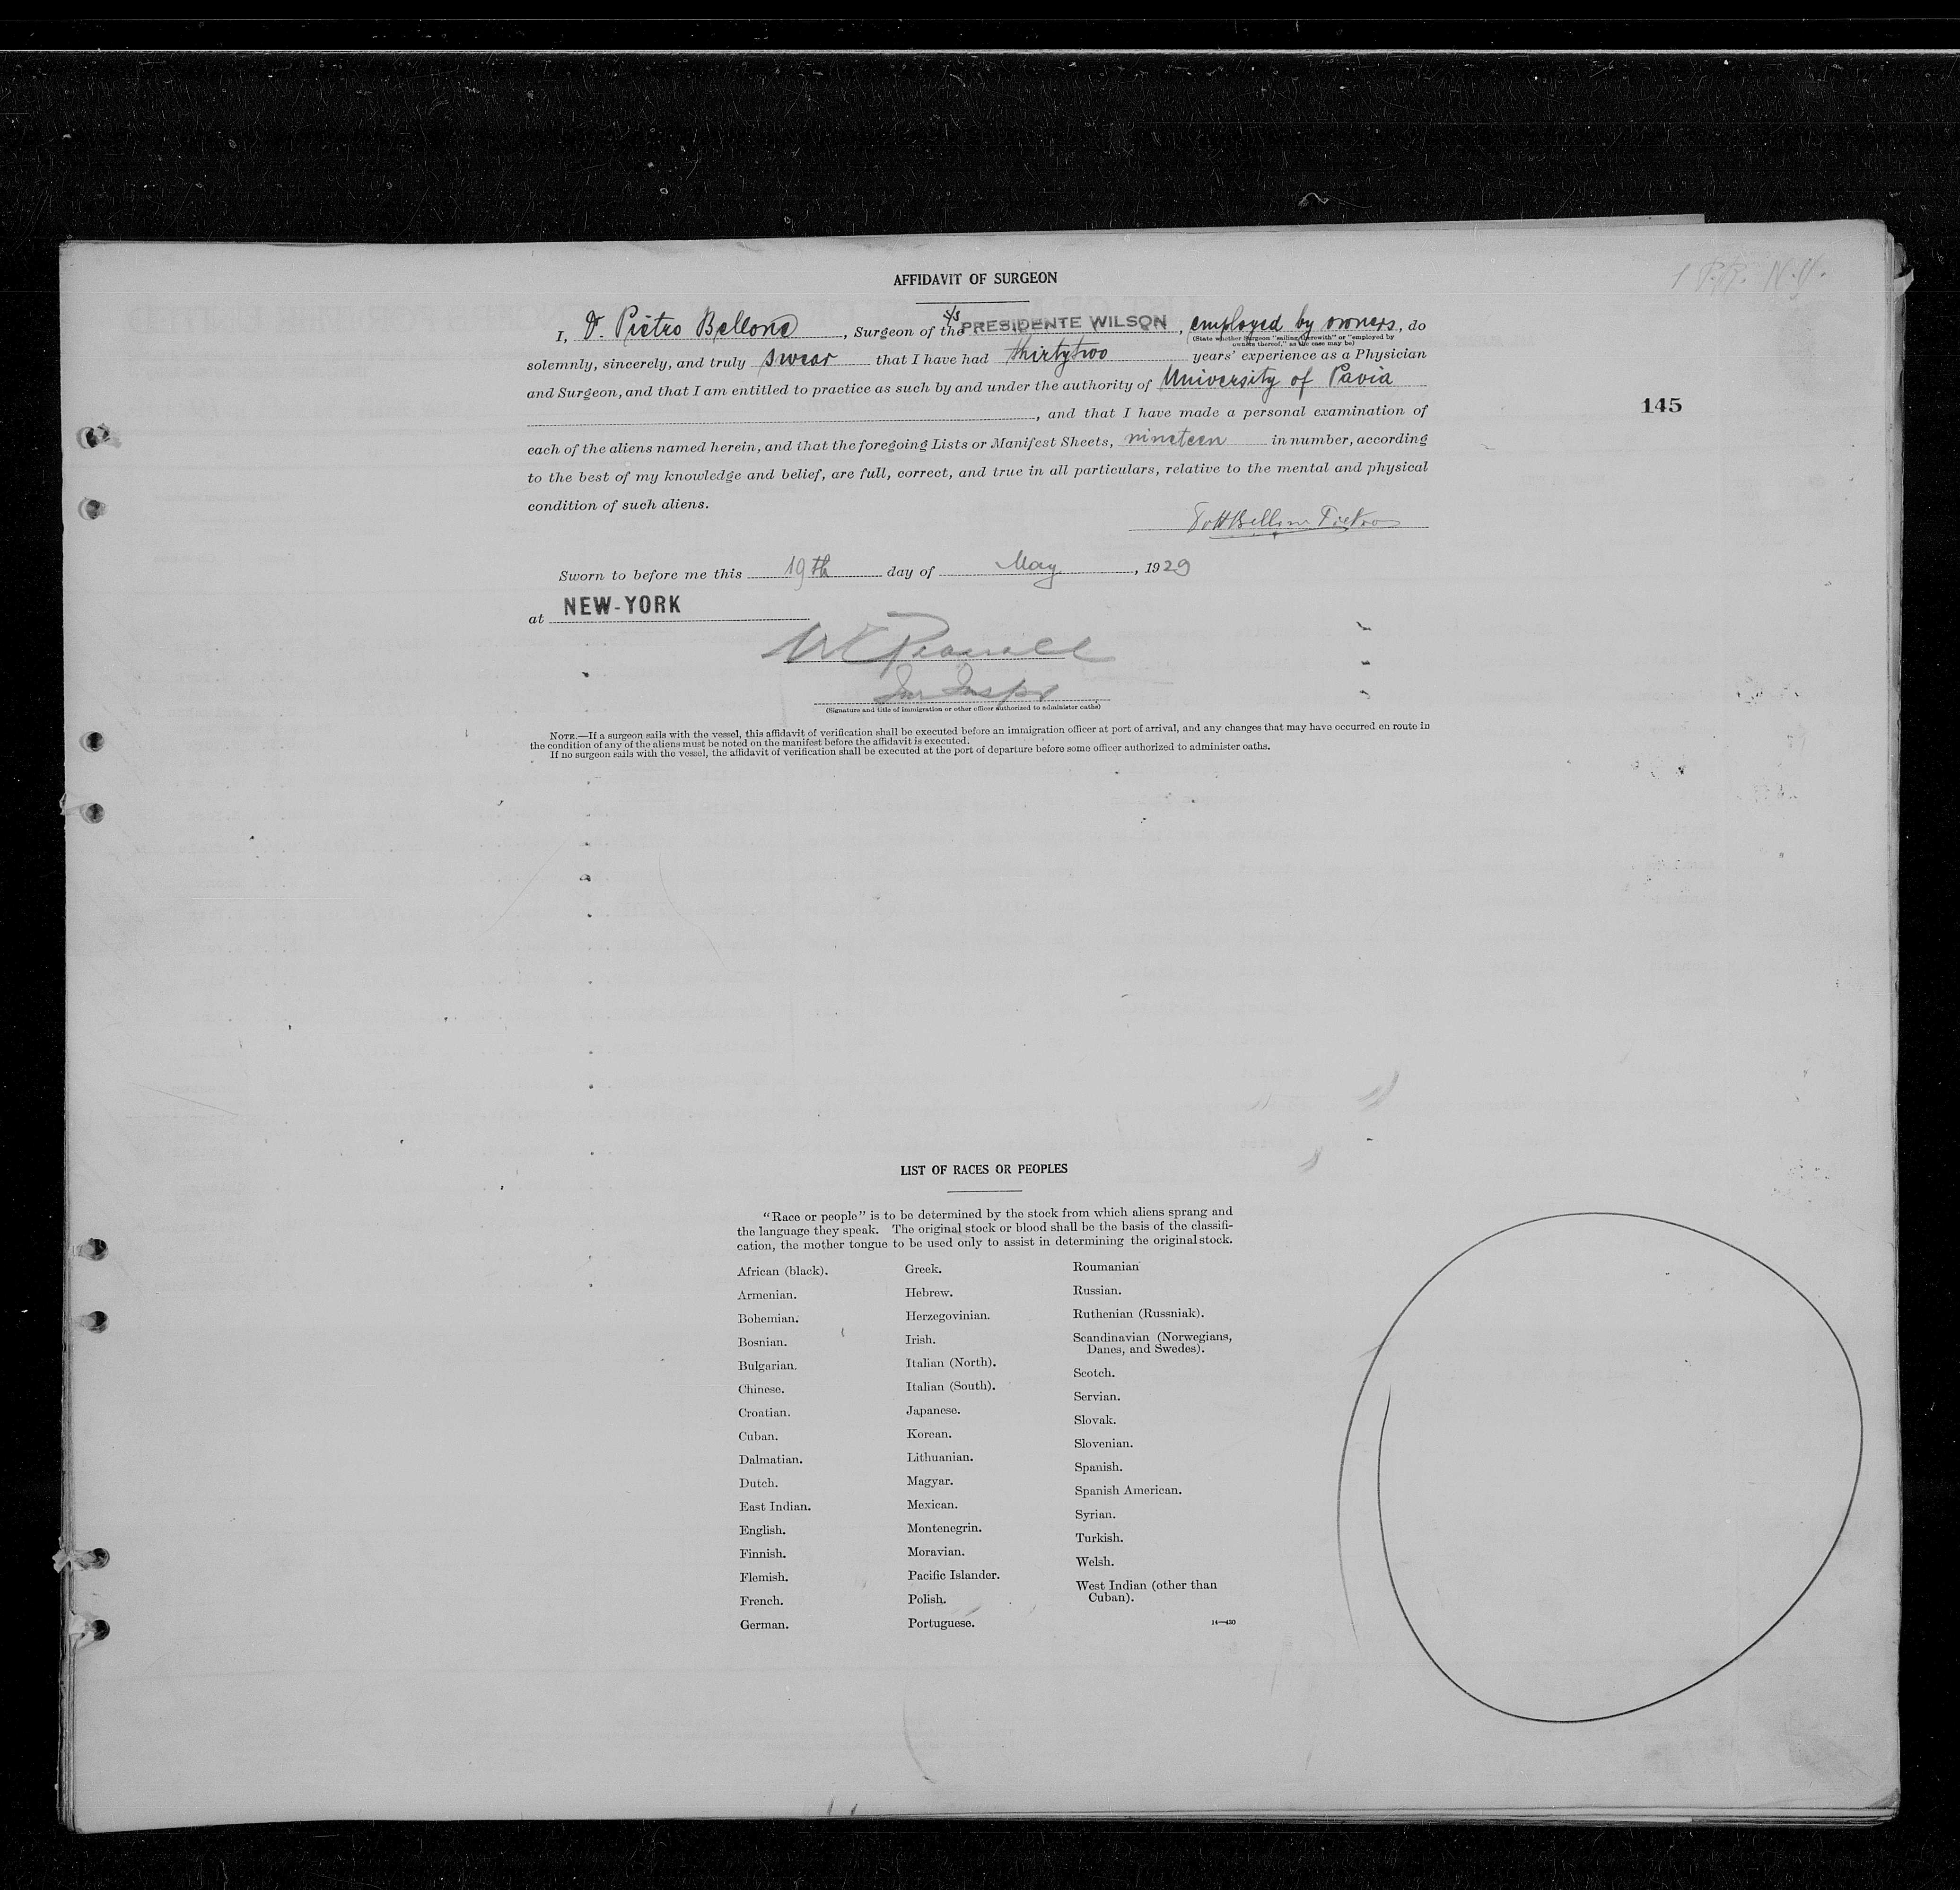 1 P.R. N.Y.
AFFIDAVIT OF SURGEON
I, Dr. Pietro Bellone, Surgeon of the s/s PRESIDENTE WILSON, employed by owners, do
(State whether Surgeon "sailing therewith" or "employed by
owners thereof," as the case may be)
solemnly, sincerely, and truly swear that I have had thirtytwo years' experience as a Physician
and Surgeon, and that I am entitled to practice as such by and under the authority of University of Pavia
, and that I have made a personal examination of
145
each of the aliens named herein, and that the foregoing Lists or Manifest Sheets, nineteen in number, according
to the best of my knowledge and belief, are full, correct, and true in all particulars, relative to the mental and physical
condition of such aliens.
Dott Bellone Pietro
Sworn to before me this 19th day of May, 1929
at NEW-YORK
Im Inspr
(Signature and title of immigration or other officer authorized to administer oaths)
NOTE.—If a surgeon sails with the vessel, this affidavit of verification shall be executed before an immigration officer at port of arrival, and any changes that may have occurred en route in
the condition of any of the aliens must be noted on the manifest before the affidavit is executed.
If no surgeon sails with the vessel, the affidavit of verification shall be executed at the port of departure before some officer authorized to administer oaths.
LIST OF RACES OR PEOPLES
"Race or people" is to be determined by the stock from which aliens sprang and
the language they speak. The original stock or blood shall be the basis of the classifi-
cation, the mother tongue to be used only to assist in determining the original stock.
African (black).
Armenian.
Bohemian.
Bosnian.
Bulgarian.
Chinese.
Croatian.
Cuban.
Dalmatian.
Dutch.
East Indian.
English.
Finnish.
Flemish.
French.
German.
Greek.
Hebrew.
Herzegovinian.
Irish.
Italian (North).
Italian (South).
Japanese.
Korean.
Lithuanian.
Magyar.
Mexican.
Montenegrin.
Moravian.
Pacific Islander.
Polish.
Portuguese.
Roumanian
Russian.
Ruthenian (Russniak).
Scandinavian (Norwegians,
Danes, and Swedes).
Scotch.
Servian.
Slovak.
Slovenian.
Spanish.
Spanish American.
Syrian.
Turkish.
Welsh.
West Indian (other than
Cuban).
14—430